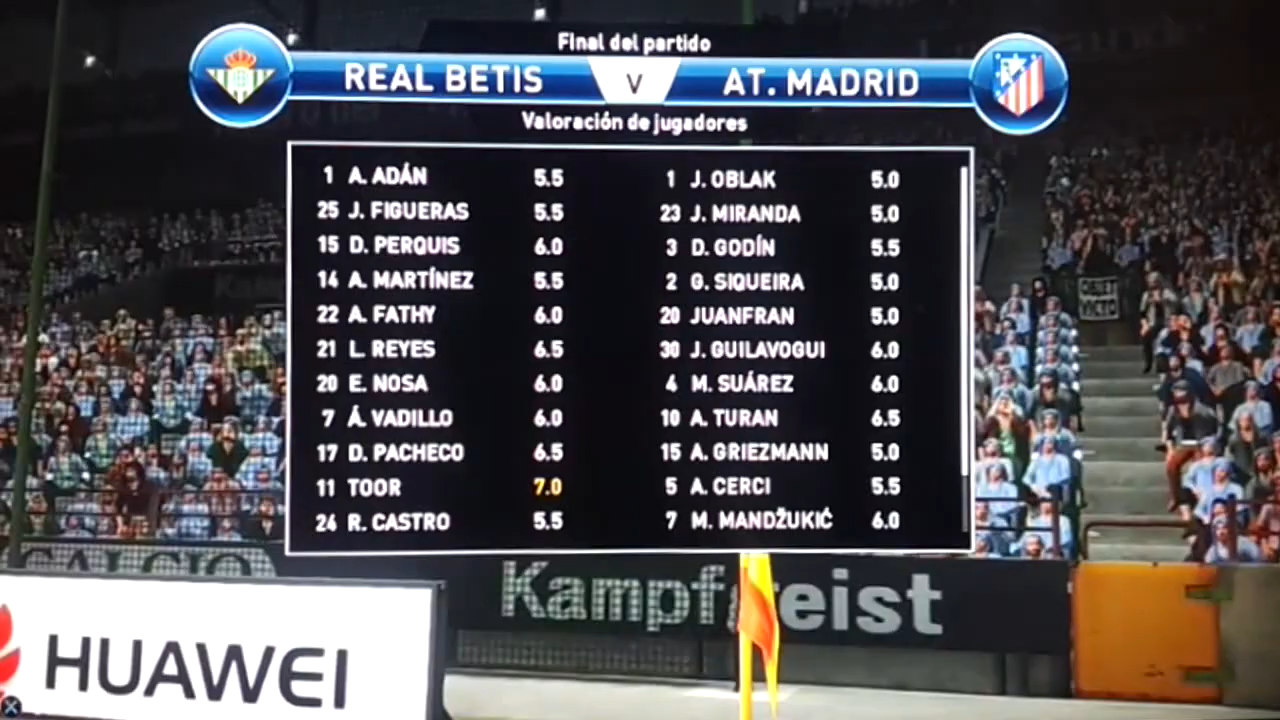 Final del partido
REAL BETIS V AT. MADRID
Valoración de jugadores
1 A. ADÁN 5.5 1 J. OBLAK 5.0
25 J. FIGUERAS 5.5 23 J. MIRANDA 5.0
15 D. PERQUIS 6.0 3 D. GODÍN 5.5
14 A. MARTÍNEZ 5.5 2 G. SIQUEIRA 5.0
22 A. FATHY 6.0 20 JUANFRAN 5.0
21 L. REYES 6.5 30 J. GUILAVOGUI 6.0
20 E. NOSA 6.0 4 M. SUÁREZ 6.0
7 Á. VADILLO 6.0 10 A. TURAN 6.5
17 D. PACHECO 6.5 15 A. GRIEZMANN 5.0
11 TOOR 7.0 5 A. CERCI 5.5
24 R. CASTRO 5.5 7 M. MANDŽUKIĆ 6.0
CALCIO
Kampfgeist
HUAWEI